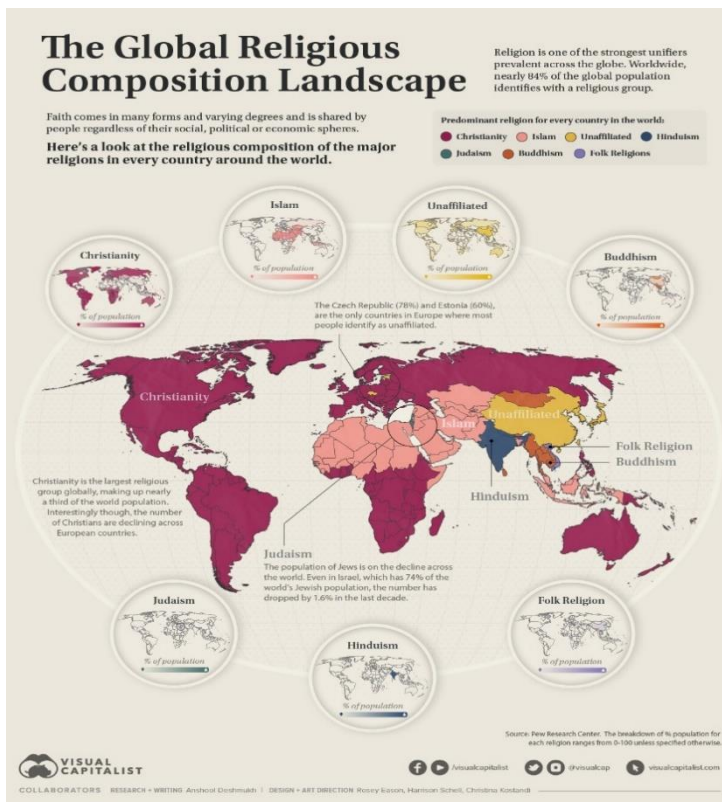 The Global Religious
Composition Landscape
Religion is one of the strongest unifiers
prevalent across the globe. Worldwide,
nearly 84% of the global population
identifies with a religious group.
Faith comes in many forms and varying degrees and is shared by
people regardless of their social, political or economic spheres.
Here's a look at the religious composition of the major
religions in every country around the world.
Predominant religion for every country in the world:
Christianity
Islam
Unaffiliated
Hinduism
Judaism
Buddhism
Folk Religions
Islam
% of population
Unaffiliated
% of population
Christianity
% of population
Buddhism
% of population
The Czech Republic (78%) and Estonia (60%),
are the only countries in Europe where most
people identify as unaffiliated.
Christianity
Islam
Unaffiliated
Folk Religion
Buddhism
Hinduism
Christianity is the largest religious
group globally, making up nearly
a third of the world population.
Interestingly though, the number
of Christians are declining across
European countries.
Judaism
The population of Jews is on the decline across
the world. Even in Israel, which has 74% of the
world's Jewish population, the number has
dropped by 1.6% in the last decade.
Judaism
% of population
Hinduism
% of population
Folk Religion
% of population
Source: Pew Research Center. The breakdown of % population for
each religion ranges from 0-100 unless specified otherwise.
VISUAL
CAPITALIST
/visualcapitalist
@visualcap
visualcapitalist.com
COLLABORATORS RESEARCH + WRITING Anshool Deshmukh | DESIGN + ART DIRECTION Rosey Eason, Harrison Schell, Christina Kostandi